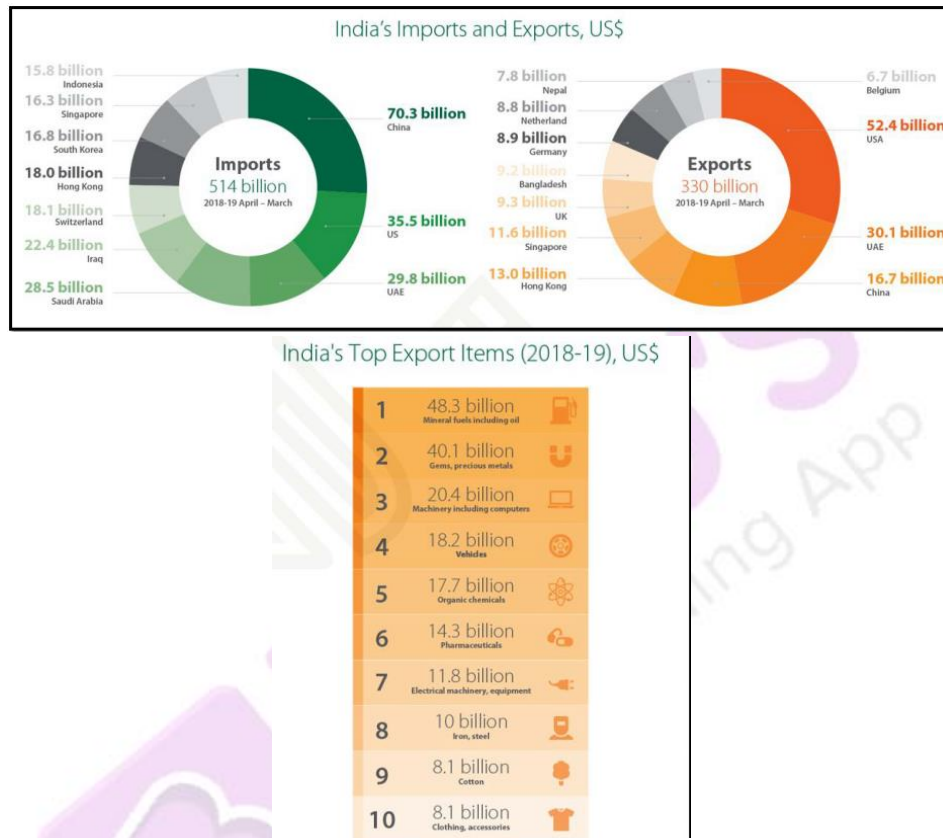 India's Imports and Exports, US$
15.8 billion
Indonesia
16.3 billion
Singapore
16.8 billion
South Korea
18.0 billion
Hong Kong
18.1 billion
Switzerland
22.4 billion
Iraq
28.5 billion
Saudi Arabia
Imports
514 billion
2018-19 April – March
70.3 billion
China
35.5 billion
US
29.8 billion
UAE
7.8 billion
Nepal
8.8 billion
Netherland
8.9 billion
Germany
9.2 billion
Bangladesh
9.3 billion
UK
11.6 billion
Singapore
13.0 billion
Hong Kong
Exports
330 billion
2018-19 April – March
6.7 billion
Belgium
52.4 billion
USA
30.1 billion
UAE
16.7 billion
China
India's Top Export Items (2018-19), US$
1 48.3 billion
Mineral fuels including oil
2 40.1 billion
Gems, precious metals
3 20.4 billion
Machinery including computers
4 18.2 billion
Vehicles
5 17.7 billion
Organic chemicals
6 14.3 billion
Pharmaceuticals
7 11.8 billion
Electrical machinery, equipment
8 10 billion
Iron, steel
9 8.1 billion
Cotton
10 8.1 billion
Clothing, accessories
App